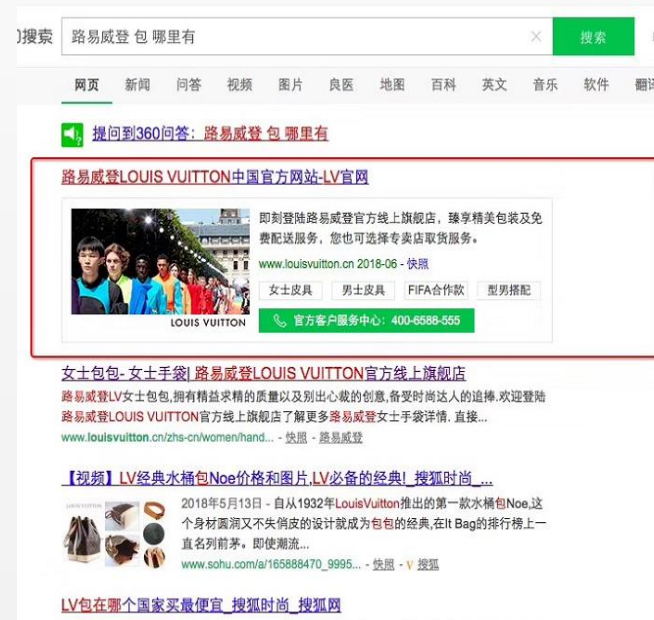 搜索
路易威登 包 哪里有
搜索
网页 新闻 问答 视频 图片 良医 地图 百科 英文 音乐 软件 翻译
提问到360问答：路易威登 包 哪里有
路易威登LOUIS VUITTON中国官方网站-LV官网
即刻登陆路易威登官方线上旗舰店，臻享精美包装及免
费配送服务，您也可选择专卖店取货服务。
www.louisvuitton.cn 2018-06 - 快照
女士皮具 男士皮具 FIFA合作款 型男搭配
LOUIS VUITTON
官方客户服务中心：400-6588-555
女士包包- 女士手袋| 路易威登LOUIS VUITTON官方线上旗舰店
路易威登LV女士包包,拥有精益求精的质量以及别出心裁的创意,备受时尚达人的追捧.欢迎登陆
路易威登LOUIS VUITTON官方线上旗舰店了解更多路易威登女士手袋详情. 直接...
www.louisvuitton.cn/zhs-cn/women/hand... - 快照 - 路易威登
【视频】LV经典水桶包Noe价格和图片,LV必备的经典!_搜狐时尚_...
2018年5月13日 - 自从1932年LouisVuitton推出的第一款水桶包Noe,这
个身材圆润又不失俏皮的设计就成为包包的经典,在It Bag的排行榜上一
直名列前茅。即使潮流...
www.sohu.com/a/165888470_9995... - 快照 - V 搜狐
LV包在哪个国家买最便宜_搜狐时尚_搜狐网